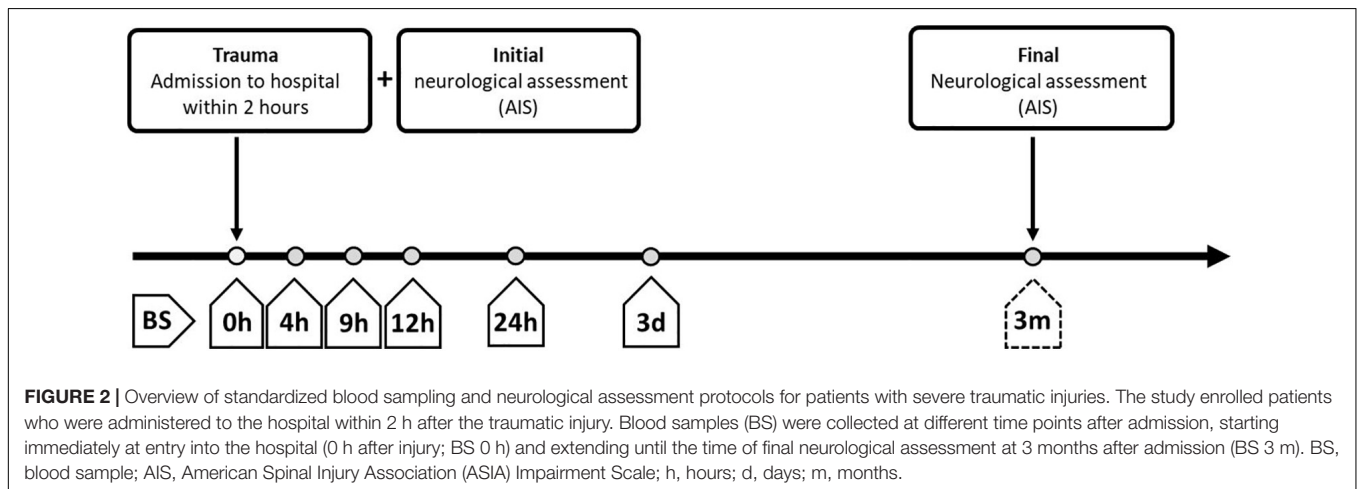 Trauma
Admission to hospital
within 2 hours
+
Initial
neurological assessment
(AIS)
Final
Neurological assessment
(AIS)
BS
0h
4h
9h
12h
24h
3d
3m
FIGURE 2 | Overview of standardized blood sampling and neurological assessment protocols for patients with severe traumatic injuries. The study enrolled patients
who were administered to the hospital within 2 h after the traumatic injury. Blood samples (BS) were collected at different time points after admission, starting
immediately at entry into the hospital (0 h after injury; BS 0 h) and extending until the time of final neurological assessment at 3 months after admission (BS 3 m). BS,
blood sample; AIS, American Spinal Injury Association (ASIA) Impairment Scale; h, hours; d, days; m, months.